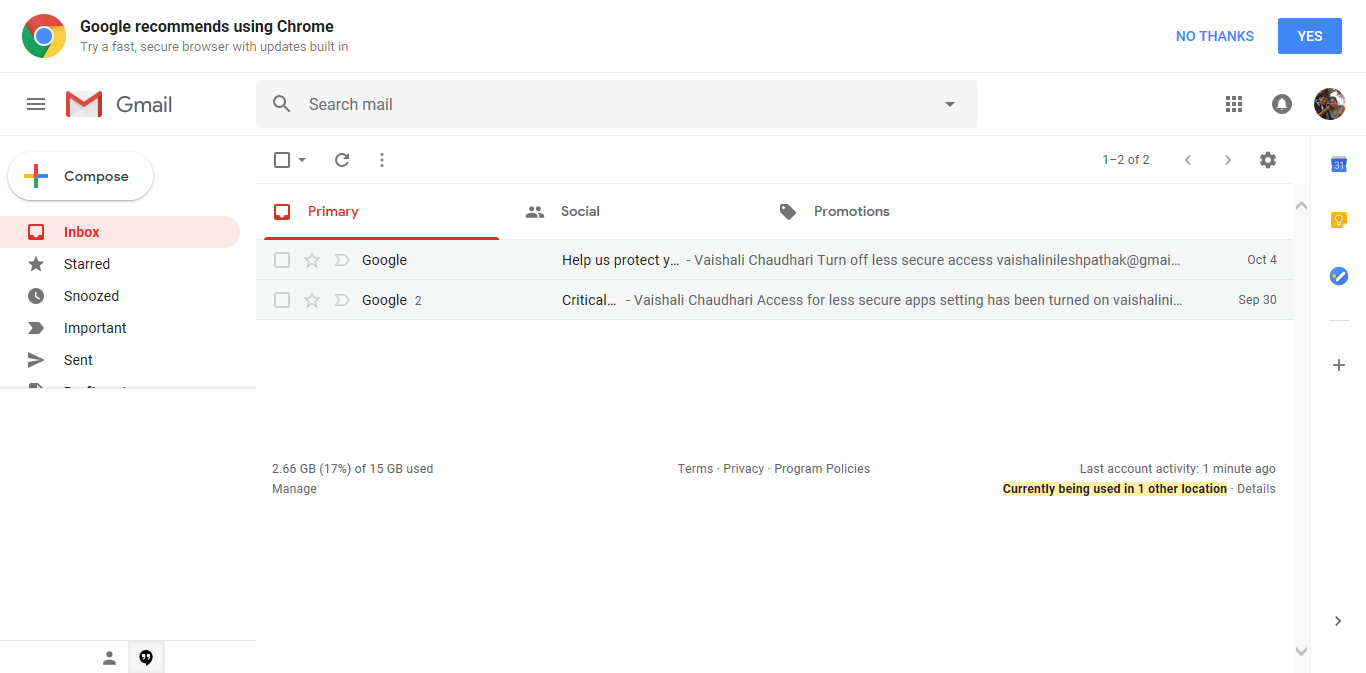 Google recommends using Chrome
Try a fast, secure browser with updates built in
NO THANKS
YES
Gmail
Search mail
Compose
1–2 of 2
31
Inbox
Starred
Snoozed
Important
Sent
Primary
Social
Promotions
Google Help us protect y... - Vaishali Chaudhari Turn off less secure access vaishalinileshpathak@gmai... Oct 4
Google 2 Critical... - Vaishali Chaudhari Access for less secure apps setting has been turned on vaishalini... Sep 30
2.66 GB (17%) of 15 GB used
Manage
Terms · Privacy · Program Policies
Last account activity: 1 minute ago
Currently being used in 1 other location · Details